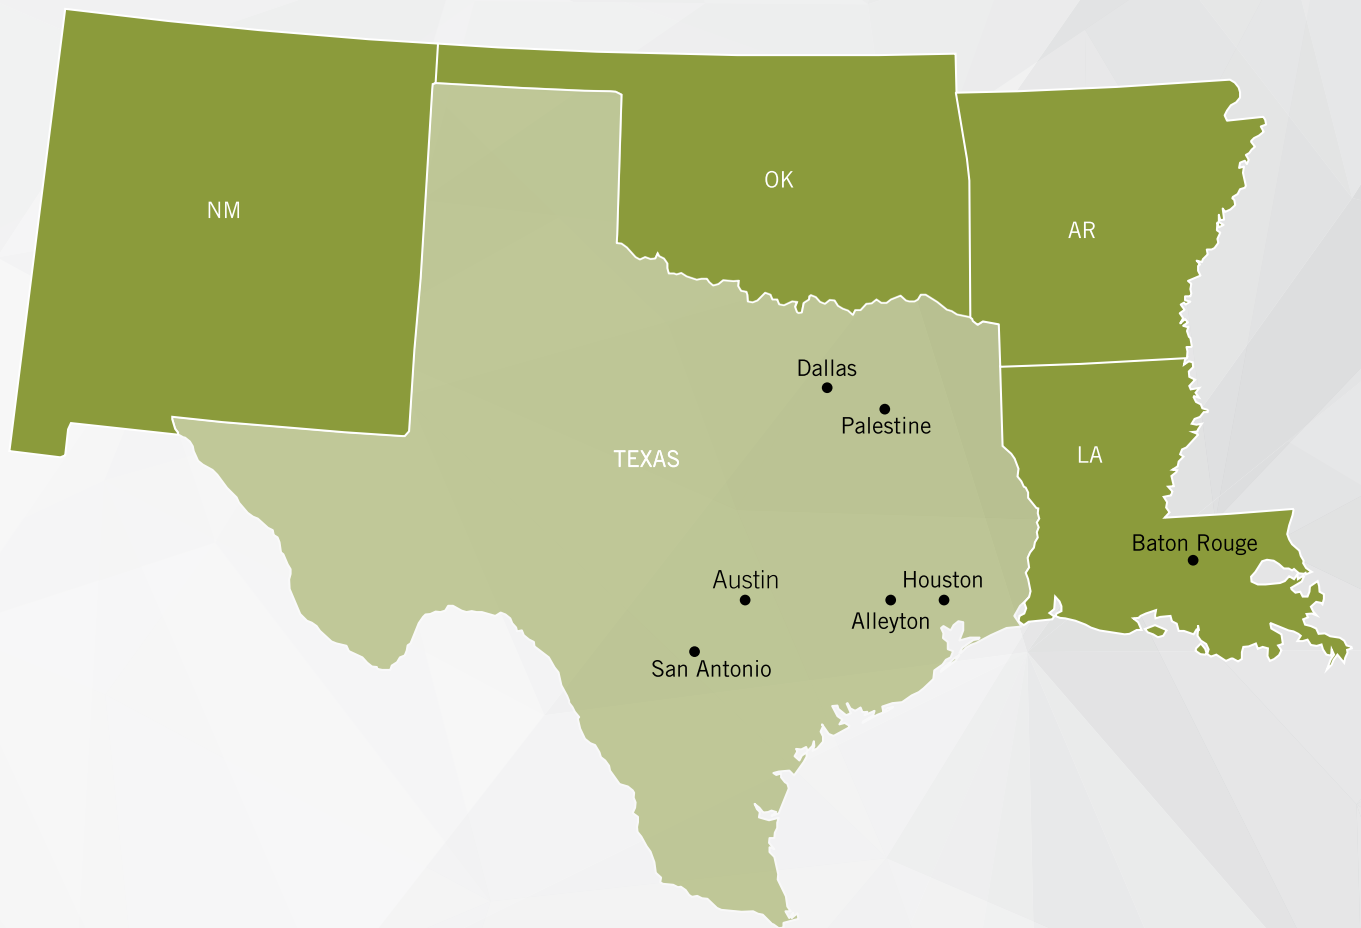 NM
OK
AR
Dallas
Palestine
TEXAS
LA
Baton Rouge
Austin
Houston
Alleyton
San Antonio